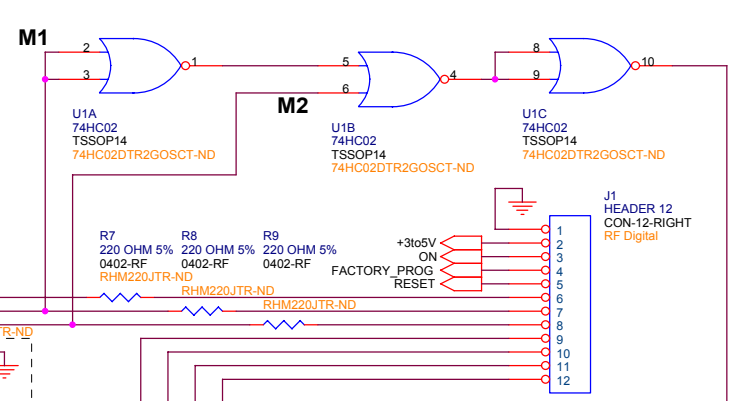 M1
2
3
1
5
6
4
8
9
10
M2
U1A
74HC02
TSSOP14
74HC02DTR2GOSCT-ND
U1B
74HC02
TSSOP14
74HC02DTR2GOSCT-ND
U1C
74HC02
TSSOP14
74HC02DTR2GOSCT-ND
J1
HEADER 12
CON-12-RIGHT
RF Digital
R7
220 OHM 5%
0402-RF
RHM220JTR-ND
R8
220 OHM 5%
0402-RF
RHM220JTR-ND
R9
220 OHM 5%
0402-RF
RHM220JTR-ND
+3to5V
ON
FACTORY_PROG
RESET
1
2
3
4
5
6
7
8
9
10
11
12
TR-ND